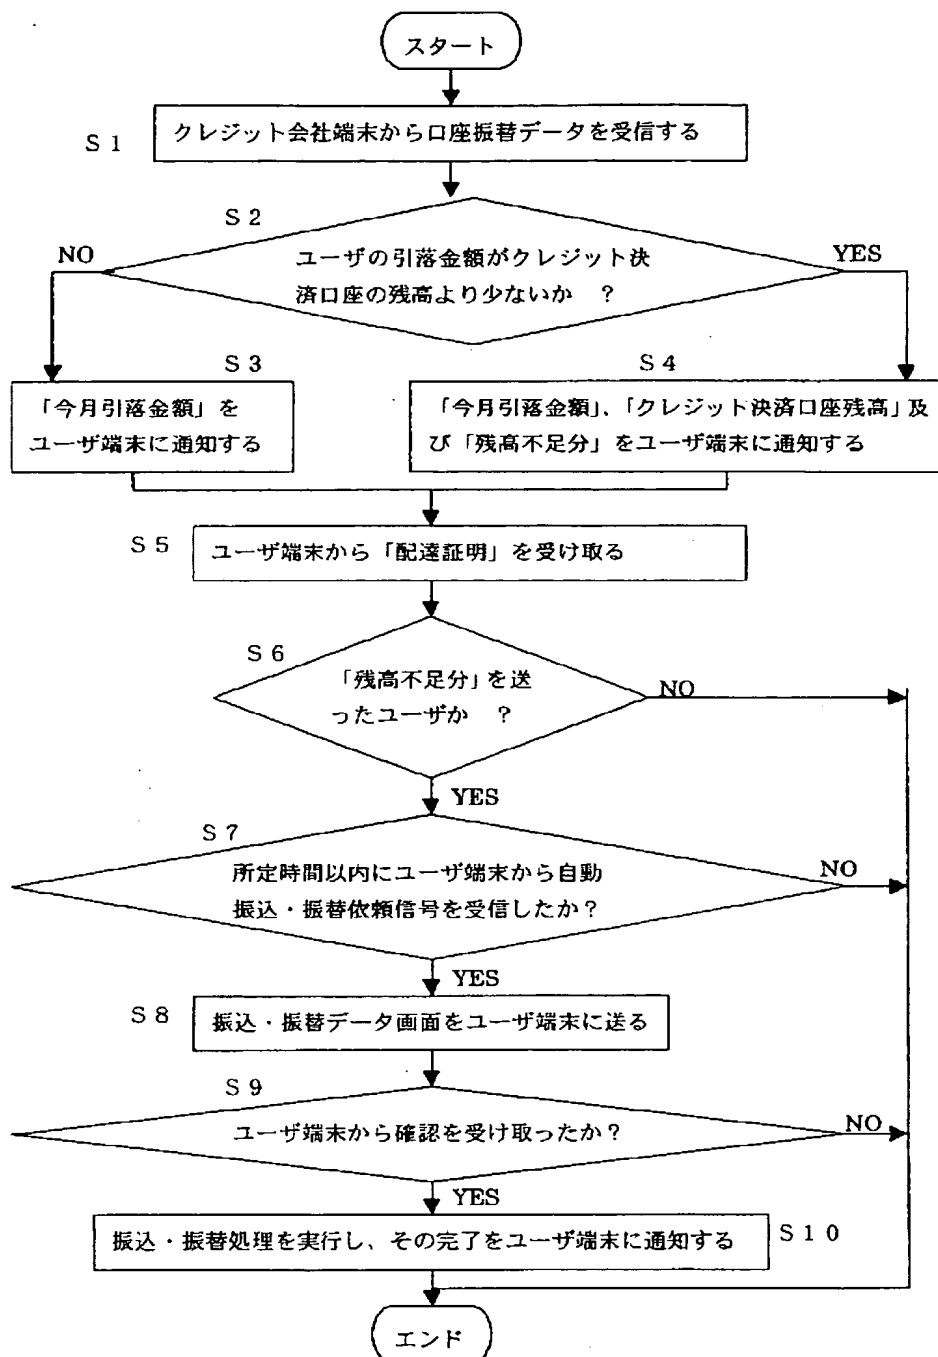 スタート
S1
クレジット会社端末から口座振替データを受信する
S2
NO
YES
ユーザの引落金額がクレジット決
済口座の残高より少ないか ?
S3
「今月引落金額」を
ユーザ端末に通知する
S4
「今月引落金額」、「クレジット決済口座残高」及
び「残高不足分」をユーザ端末に通知する
S5
ユーザ端末から「配達証明」を受け取る
S6
「残高不足分」を送
ったユーザか ?
NO
YES
S7
所定時間以内にユーザ端末から自動
振込・振替依頼信号を受信したか?
NO
YES
S8
振込・振替データ画面をユーザ端末に送る
S9
ユーザ端末から確認を受け取ったか?
NO
YES
振込・振替処理を実行し、その完了をユーザ端末に通知する
S10
エンド